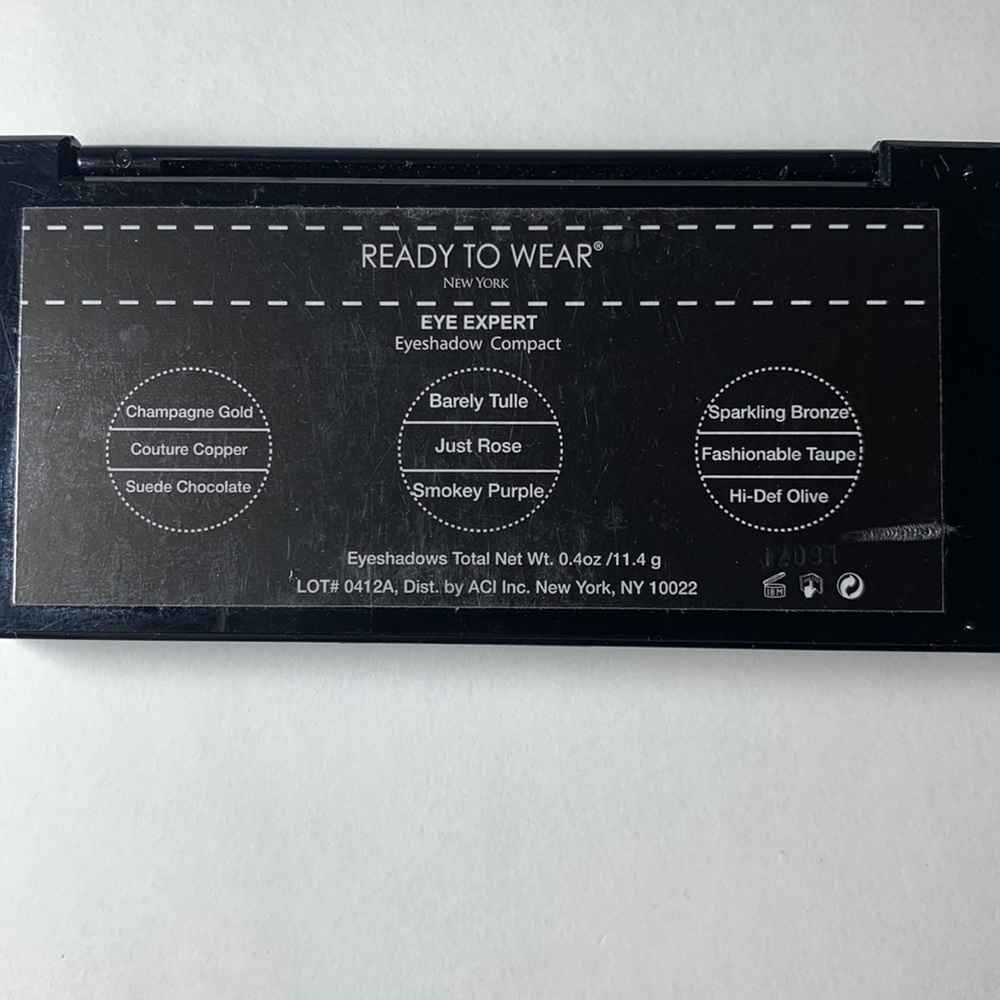 READY TO WEAR®
NEW YORK
EYE EXPERT
Eyeshadow Compact
Champagne Gold
Couture Copper
Suede Chocolate
Barely Tulle
Just Rose
Smokey Purple
Sparkling Bronze
Fashionable Taupe
Hi-Def Olive
Eyeshadows Total Net Wt. 0.4oz /11.4 g
LOT# 0412A, Dist. by ACI Inc. New York, NY 10022
18M